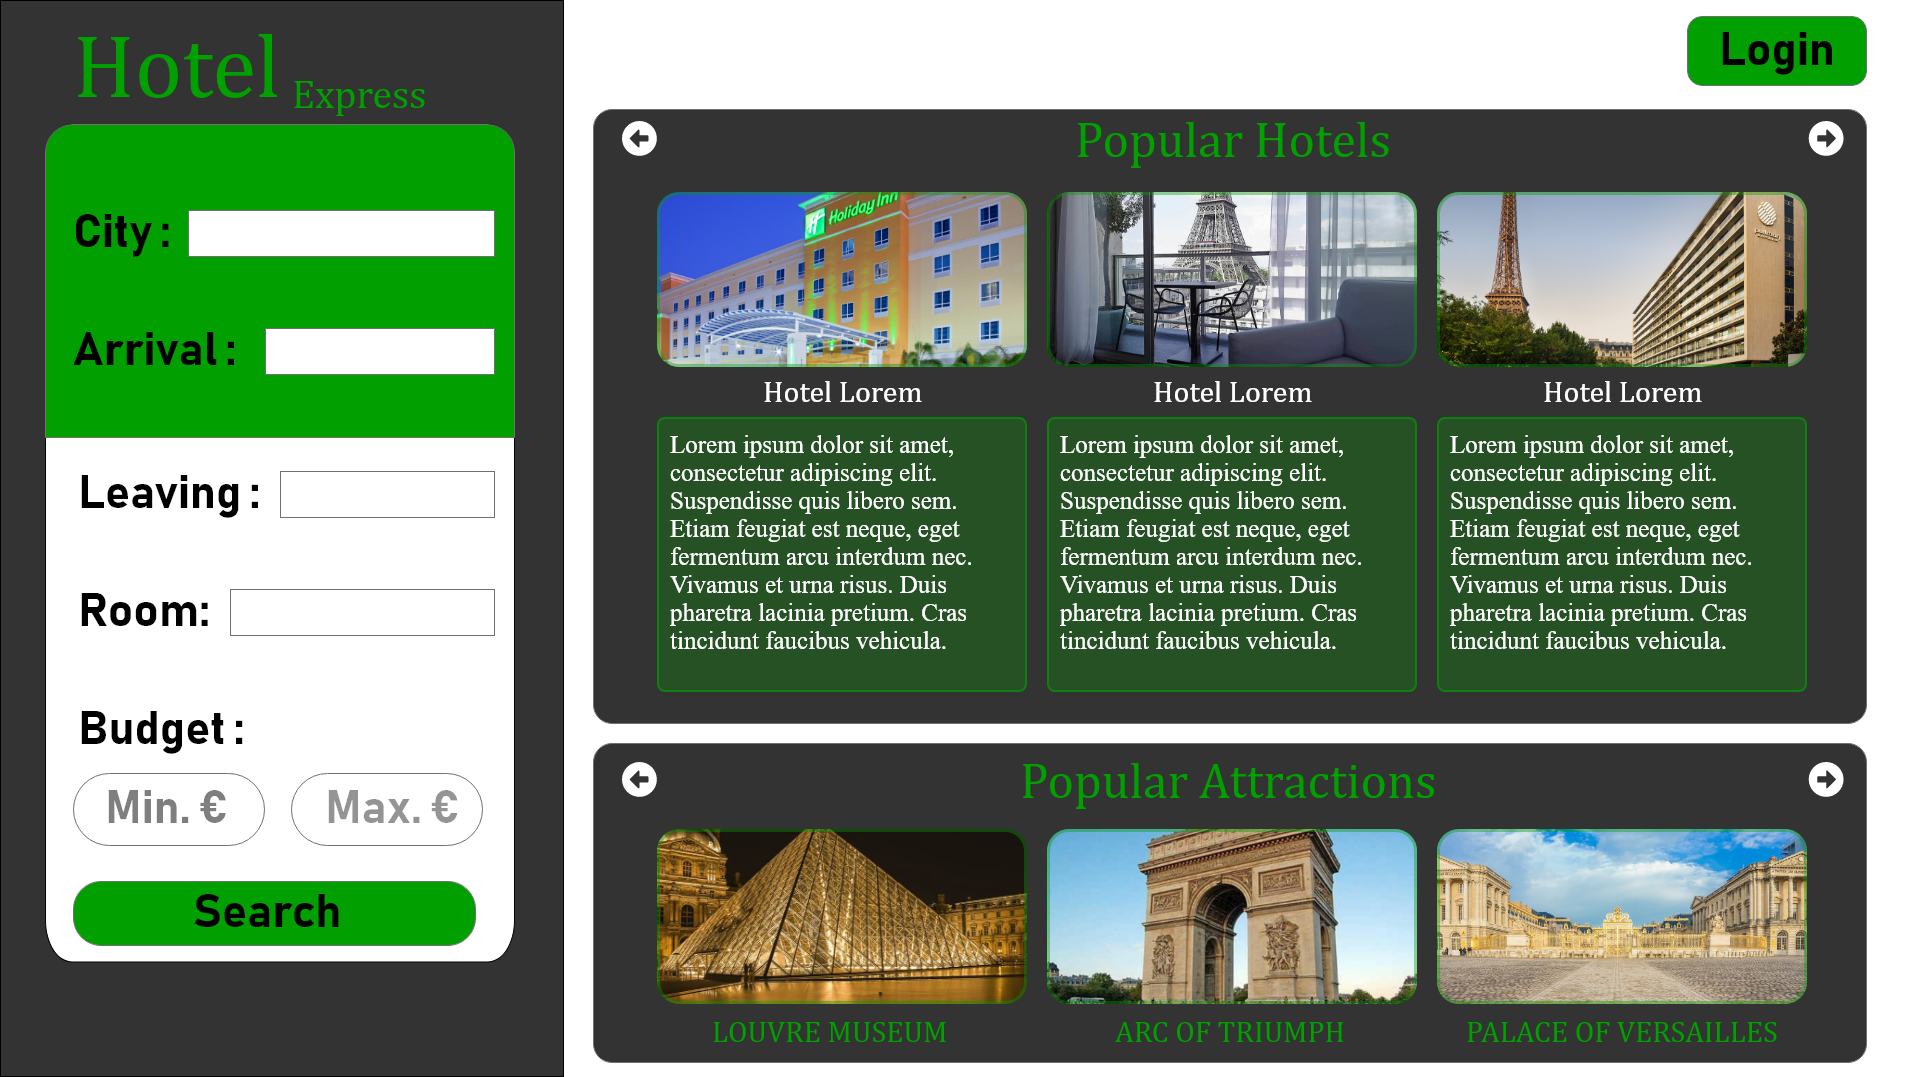 Hotel Express
City :
Arrival :
Leaving :
Room:
Budget :
Min. €
Max. €
Search
Login
Popular Hotels
Holiday Inn
Hotel Lorem
Lorem ipsum dolor sit amet,
consectetur adipiscing elit.
Suspendisse quis libero sem.
Etiam feugiat est neque, eget
fermentum arcu interdum nec.
Vivamus et urna risus. Duis
pharetra lacinia pretium. Cras
tincidunt faucibus vehicula.
Hotel Lorem
Lorem ipsum dolor sit amet,
consectetur adipiscing elit.
Suspendisse quis libero sem.
Etiam feugiat est neque, eget
fermentum arcu interdum nec.
Vivamus et urna risus. Duis
pharetra lacinia pretium. Cras
tincidunt faucibus vehicula.
Hotel Lorem
Lorem ipsum dolor sit amet,
consectetur adipiscing elit.
Suspendisse quis libero sem.
Etiam feugiat est neque, eget
fermentum arcu interdum nec.
Vivamus et urna risus. Duis
pharetra lacinia pretium. Cras
tincidunt faucibus vehicula.
Popular Attractions
LOUVRE MUSEUM
ARC OF TRIUMPH
PALACE OF VERSAILLES